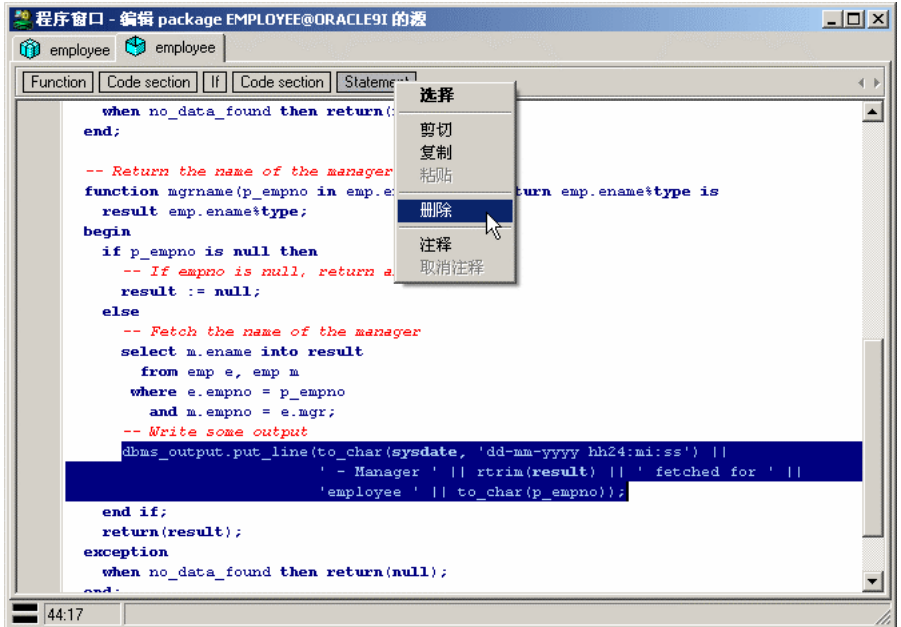 程序窗口 - 编辑 package EMPLOYEE@ORACLE9I 的源
employee employee
Function Code section If Code section Statement
选择
剪切
复制
粘贴
删除
注释
取消注释
when no_data_found then return(
end;
-- Return the name of the manager
function mgrname(p_empno in emp.e turn emp.ename%type is
result emp.ename%type;
begin
if p_empno is null then
-- If empno is null, return a
result := null;
else
-- Fetch the name of the manager
select m.ename into result
from emp e, emp m
where e.empno = p_empno
and m.empno = e.mgr;
-- Write some output
dbms_output.put_line(to_char(sysdate, 'dd-mm-yyyy hh24:mi:ss') ||
' - Manager ' || rtrim(result) || ' fetched for ' ||
'employee ' || to_char(p_empno));
end if;
return(result);
exception
when no_data_found then return(null);
end;
44:17